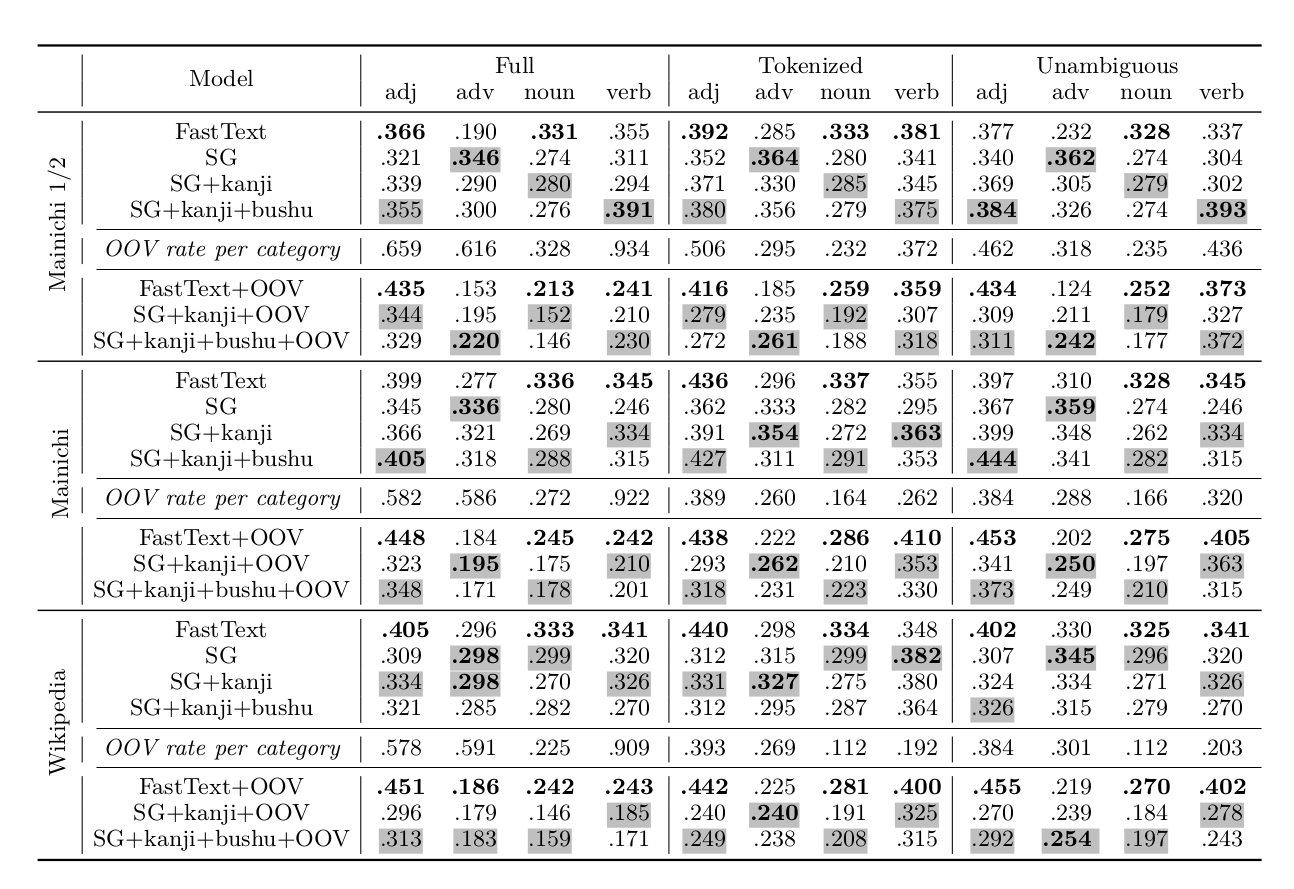 Model Full Tokenized Unambiguous
adj adv noun verb adj adv noun verb adj adv noun verb
Mainichi 1/2
FastText .366 .190 .331 .355 .392 .285 .333 .381 .377 .232 .328 .337
SG .321 .346 .274 .311 .352 .364 .280 .341 .340 .362 .274 .304
SG+kanji .339 .290 .280 .294 .371 .330 .285 .345 .369 .305 .279 .302
SG+kanji+bushu .355 .300 .276 .391 .380 .356 .279 .375 .384 .326 .274 .393
OOV rate per category .659 .616 .328 .934 .506 .295 .232 .372 .462 .318 .235 .436
FastText+OOV .435 .153 .213 .241 .416 .185 .259 .359 .434 .124 .252 .373
SG+kanji+OOV .344 .195 .152 .210 .279 .235 .192 .307 .309 .211 .179 .327
SG+kanji+bushu+OOV .329 .220 .146 .230 .272 .261 .188 .318 .311 .242 .177 .372
Mainichi
FastText .399 .277 .336 .345 .436 .296 .337 .355 .397 .310 .328 .345
SG .345 .336 .280 .246 .362 .333 .282 .295 .367 .359 .274 .246
SG+kanji .366 .321 .269 .334 .391 .354 .272 .363 .399 .348 .262 .334
SG+kanji+bushu .405 .318 .288 .315 .427 .311 .291 .353 .444 .341 .282 .315
OOV rate per category .582 .586 .272 .922 .389 .260 .164 .262 .384 .288 .166 .320
FastText+OOV .448 .184 .245 .242 .438 .222 .286 .410 .453 .202 .275 .405
SG+kanji+OOV .323 .195 .175 .210 .293 .262 .210 .353 .341 .250 .197 .363
SG+kanji+bushu+OOV .348 .171 .178 .201 .318 .231 .223 .330 .373 .249 .210 .315
Wikipedia
FastText .405 .296 .333 .341 .440 .298 .334 .348 .402 .330 .325 .341
SG .309 .298 .299 .320 .312 .315 .299 .382 .307 .345 .296 .320
SG+kanji .334 .298 .270 .326 .331 .327 .275 .380 .324 .334 .271 .326
SG+kanji+bushu .321 .285 .282 .270 .312 .295 .287 .364 .326 .315 .279 .270
OOV rate per category .578 .591 .225 .909 .393 .269 .112 .192 .384 .301 .112 .203
FastText+OOV .451 .186 .242 .243 .442 .225 .281 .400 .455 .219 .270 .402
SG+kanji+OOV .296 .179 .146 .185 .240 .240 .191 .325 .270 .239 .184 .278
SG+kanji+bushu+OOV .313 .183 .159 .171 .249 .238 .208 .315 .292 .254 .197 .243